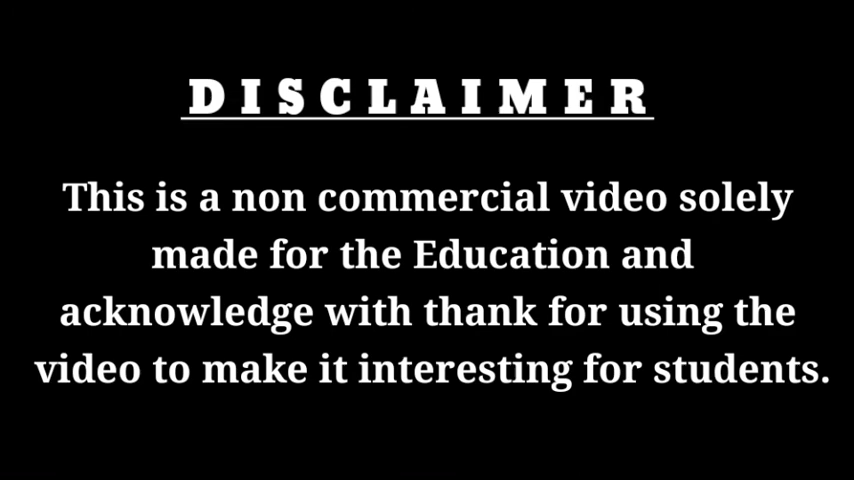 DISCLAIMER
This is a non commercial video solely
made for the Education and
acknowledge with thank for using the
video to make it interesting for students.